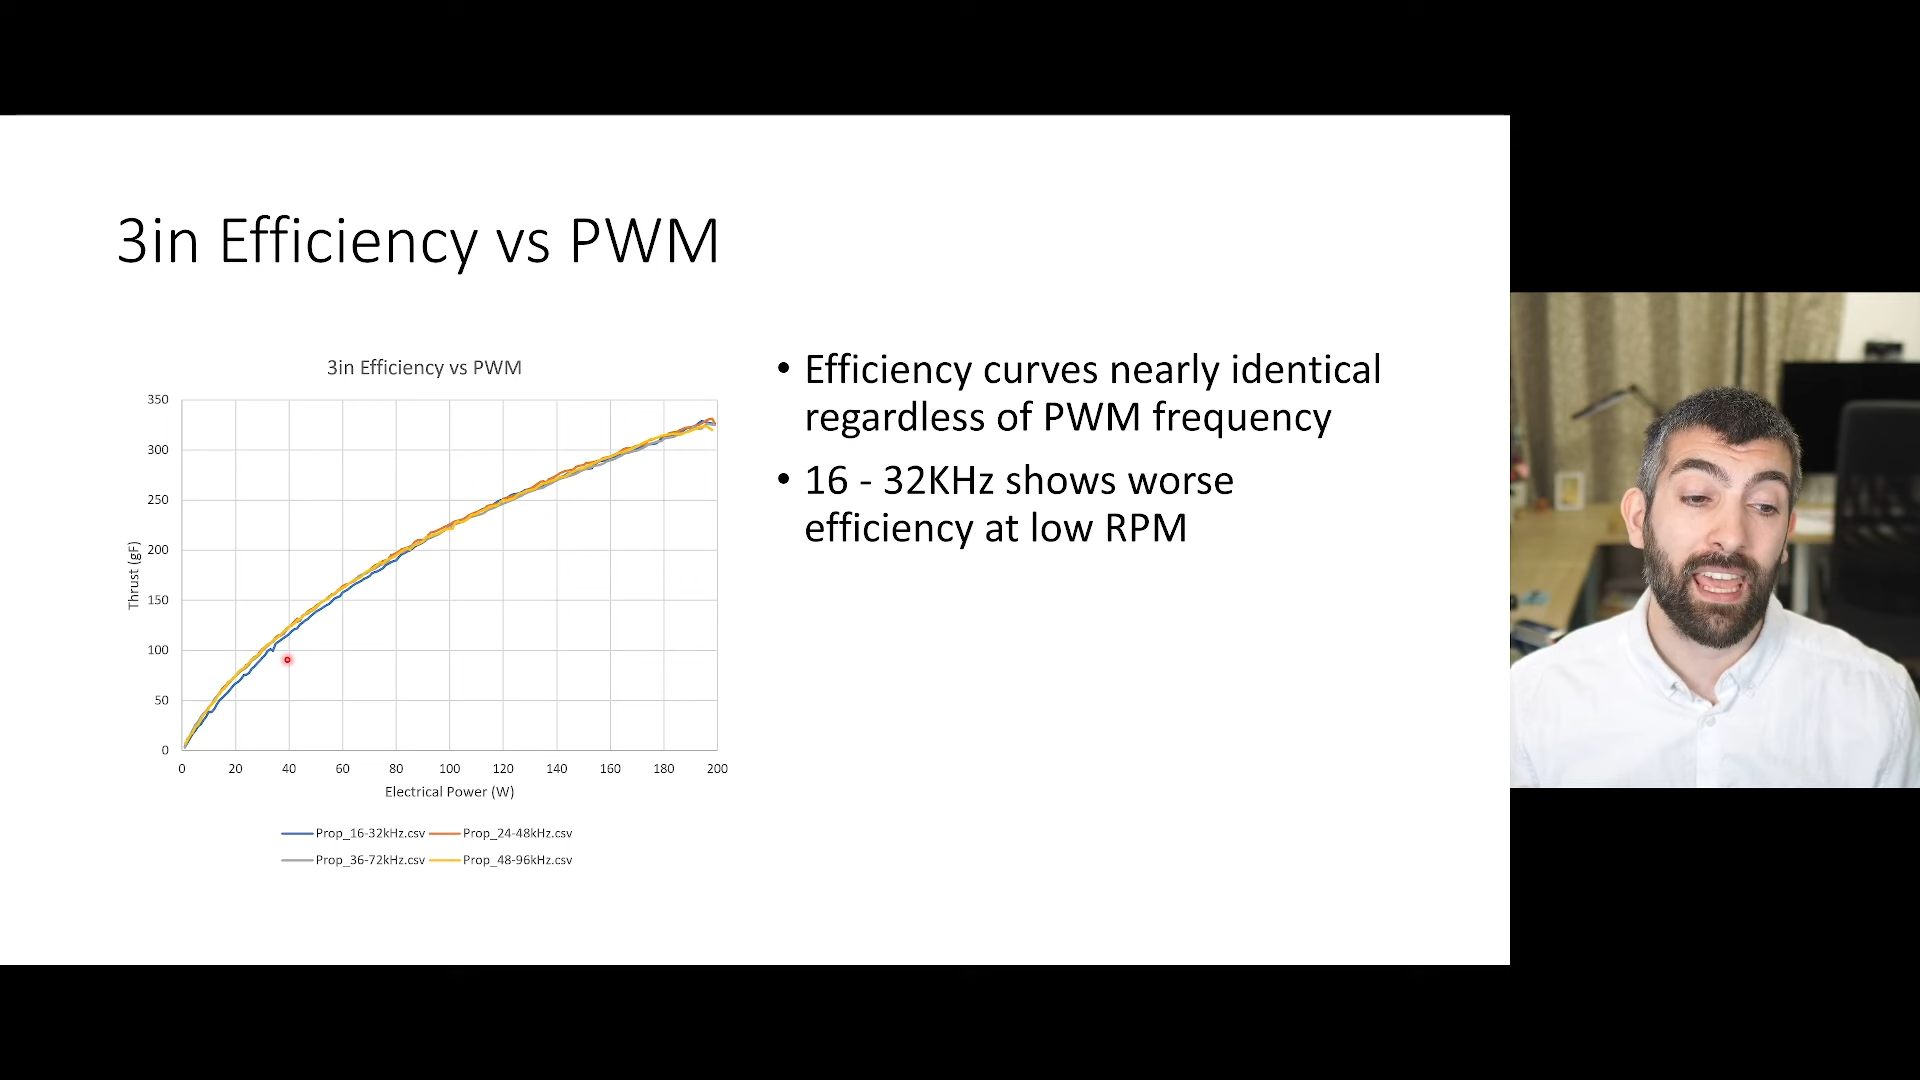 3in Efficiency vs PWM
3in Efficiency vs PWM
350
300
250
200
150
100
50
0
Thrust (gF)
0 20 40 60 80 100 120 140 160 180 200
Electrical Power (W)
Prop_16-32kHz.csv Prop_24-48kHz.csv
Prop_36-72kHz.csv Prop_48-96kHz.csv
• Efficiency curves nearly identical
regardless of PWM frequency
• 16 - 32KHz shows worse
efficiency at low RPM